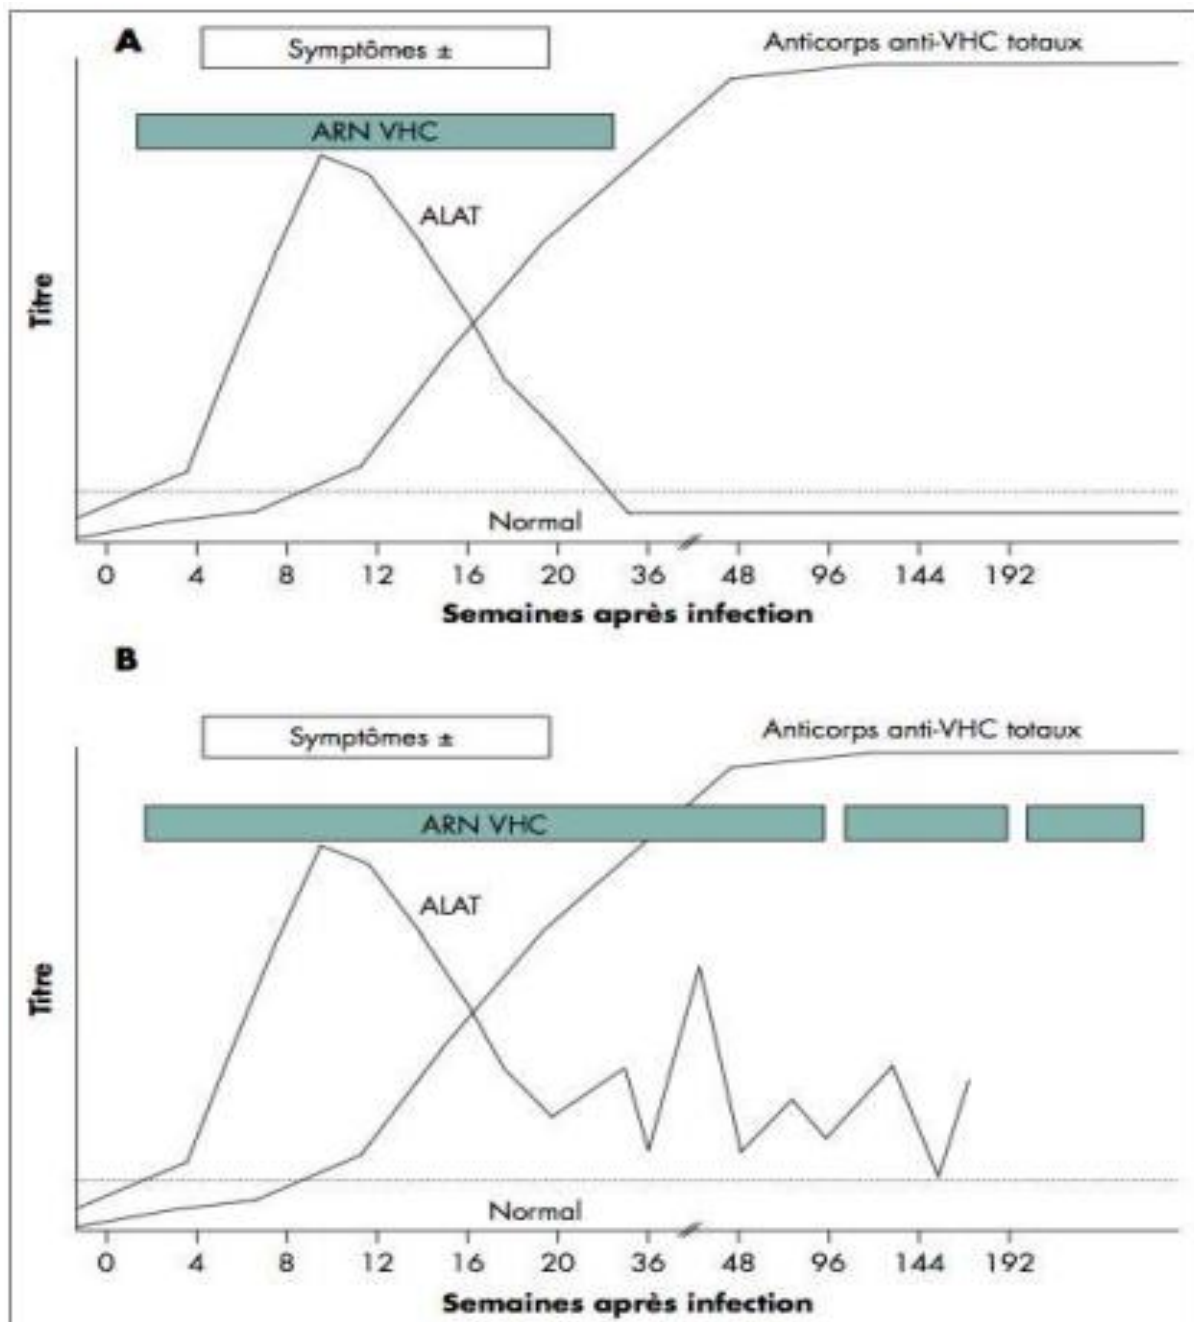 A
Symptômes ±
Anticorps anti-VHC totaux
ARN VHC
ALAT
Titre
Normal
0 4 8 12 16 20 36 48 96 144 192
Semaines après infection
B
Symptômes ±
Anticorps anti-VHC totaux
ARN VHC
ALAT
Titre
Normal
0 4 8 12 16 20 36 48 96 144 192
Semaines après infection